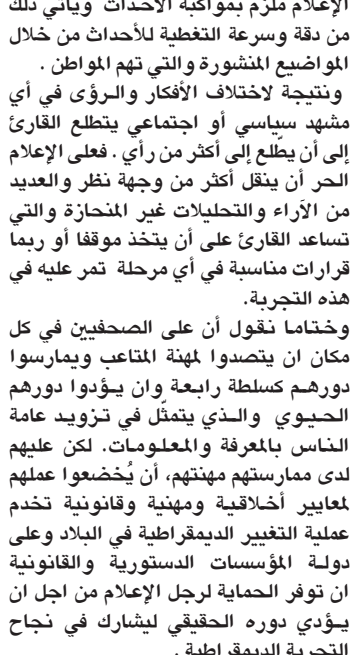 الإعلام ملزم بمواكبة الأحداث ويأتي ذلك
من دقة وسرعة التغطية للأحداث من خلال
المواضيع المنشورة والتي تهم المواطن .
ونتيجة لاختلاف الأفكار والرؤى في أي
مشهد سياسي أو اجتماعي يتطلع القارئ
إلى أن يطّلع إلى أكثر من رأي . فعلى الإعلام
الحر أن ينقل أكثر من وجهة نظر والعديد
من الآراء والتحليلات غير المنحازة والتي
تساعد القارئ على أن يتخذ موقفا أو ربما
قرارات مناسبة في أي مرحلة تمر عليه في
هذه التجربة.
وختاما نقول أن على الصحفيين في كل
مكان ان يتصدوا لمهنة المتاعب ويمارسوا
دورهم كسلطة رابعة وان يؤدوا دورهم
الحيوي والذي يتمثّل في تزويد عامة
الناس بالمعرفة والمعلومات. لكن عليهم
لدى ممارستهم مهنتهم، أن يُخضعوا عملهم
لمعايير أخلاقية ومهنية وقانونية تخدم
عملية التغيير الديمقراطية في البلاد وعلى
دولة المؤسسات الدستورية والقانونية
ان توفر الحماية لرجل الإعلام من اجل ان
يؤدي دوره الحقيقي ليشارك في نجاح
التجربة الديمقراطية .